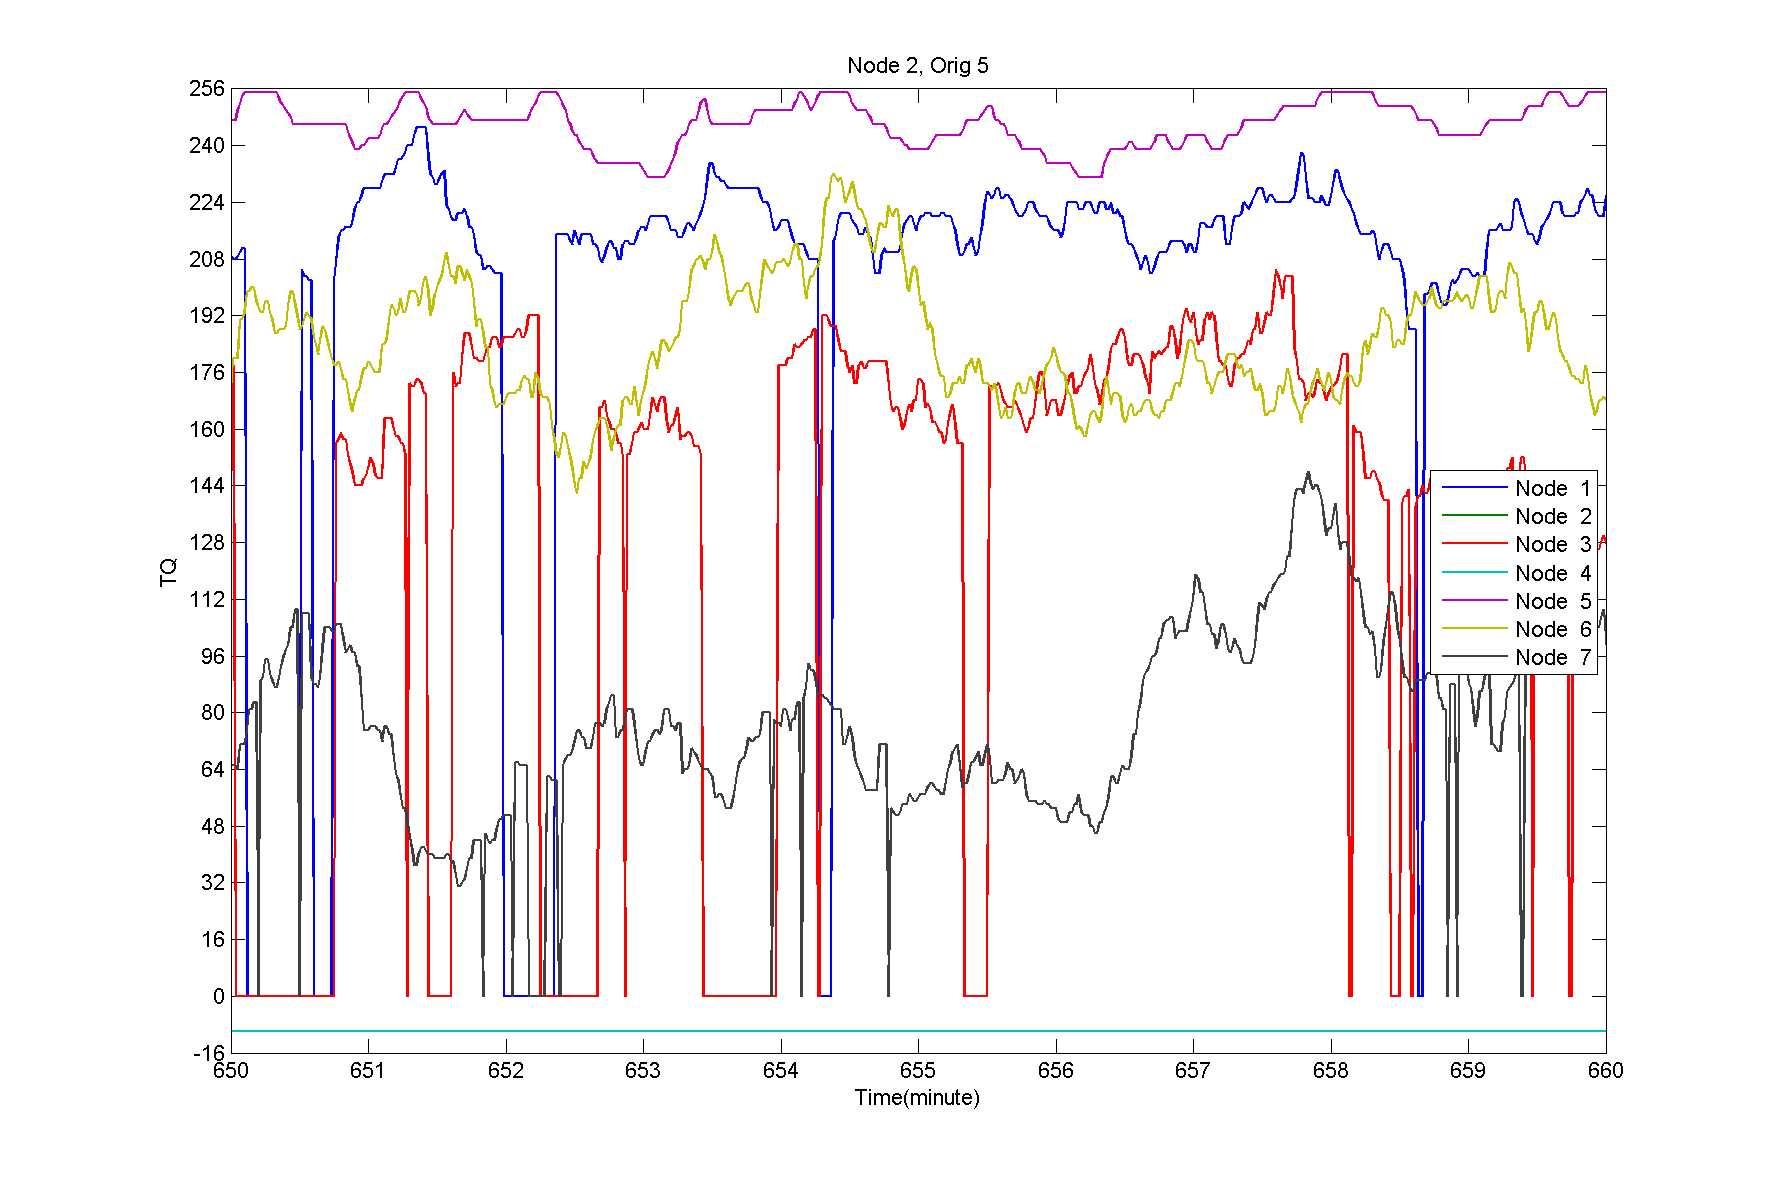 Node 2, Orig 5
256
240
224
208
192
176
160
144
128
112
96
80
64
48
32
16
0
-16
TQ
Node 1
Node 2
Node 3
Node 4
Node 5
Node 6
Node 7
650 651 652 653 654 655 656 657 658 659 660
Time(minute)